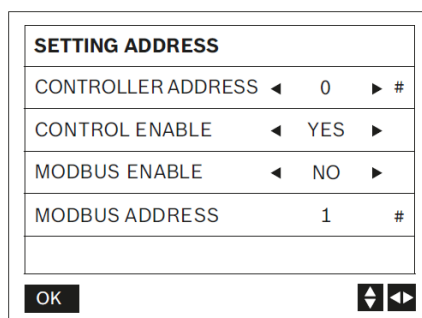 SETTING ADDRESS
CONTROLLER ADDRESS ◀ 0 ▶ #
CONTROL ENABLE ◀ YES ▶
MODBUS ENABLE ◀ NO ▶
MODBUS ADDRESS 1 #
OK